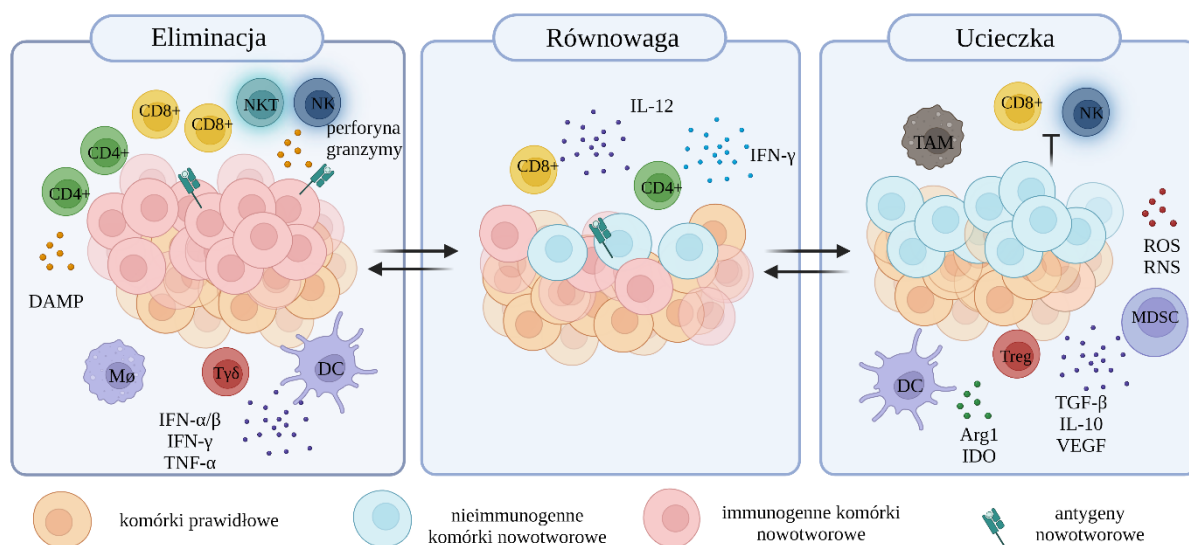 Eliminacja
CD8+
CD8+
NKT
NK
perforyna
granzymy
CD4+
CD4+
DAMP
Mø
Tγδ
DC
IFN-α/β
IFN-γ
TNF-α
Równowaga
IL-12
CD8+
IFN-γ
CD4+
Ucieczka
CD8+
NK
TAM
ROS
RNS
MDSC
Treg
DC
TGF-β
IL-10
VEGF
Arg1
IDO
komórki prawidłowe
nieimmunogenne
komórki nowotworowe
immunogenne komórki
nowotworowe
antygeny
nowotworowe